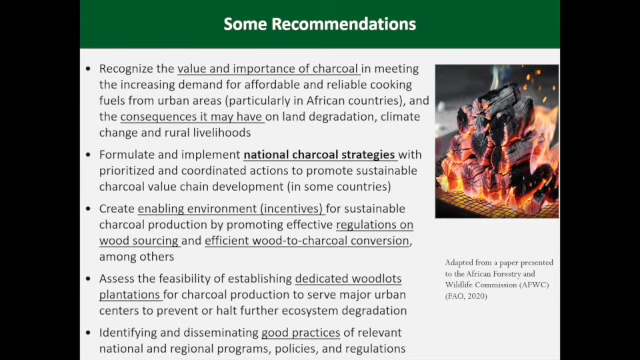 Some Recommendations
• Recognize the value and importance of charcoal in meeting
the increasing demand for affordable and reliable cooking
fuels from urban areas (particularly in African countries), and
the consequences it may have on land degradation, climate
change and rural livelihoods
• Formulate and implement national charcoal strategies with
prioritized and coordinated actions to promote sustainable
charcoal value chain development (in some countries)
• Create enabling environment (incentives) for sustainable
charcoal production by promoting effective regulations on
wood sourcing and efficient wood-to-charcoal conversion,
among others
• Assess the feasibility of establishing dedicated woodlots
plantations for charcoal production to serve major urban
centers to prevent or halt further ecosystem degradation
• Identifying and disseminating good practices of relevant
national and regional programs, policies, and regulations
Adapted from a paper presented
to the African Forestry and
Wildlife Commission (AFWC)
(FAO, 2020)